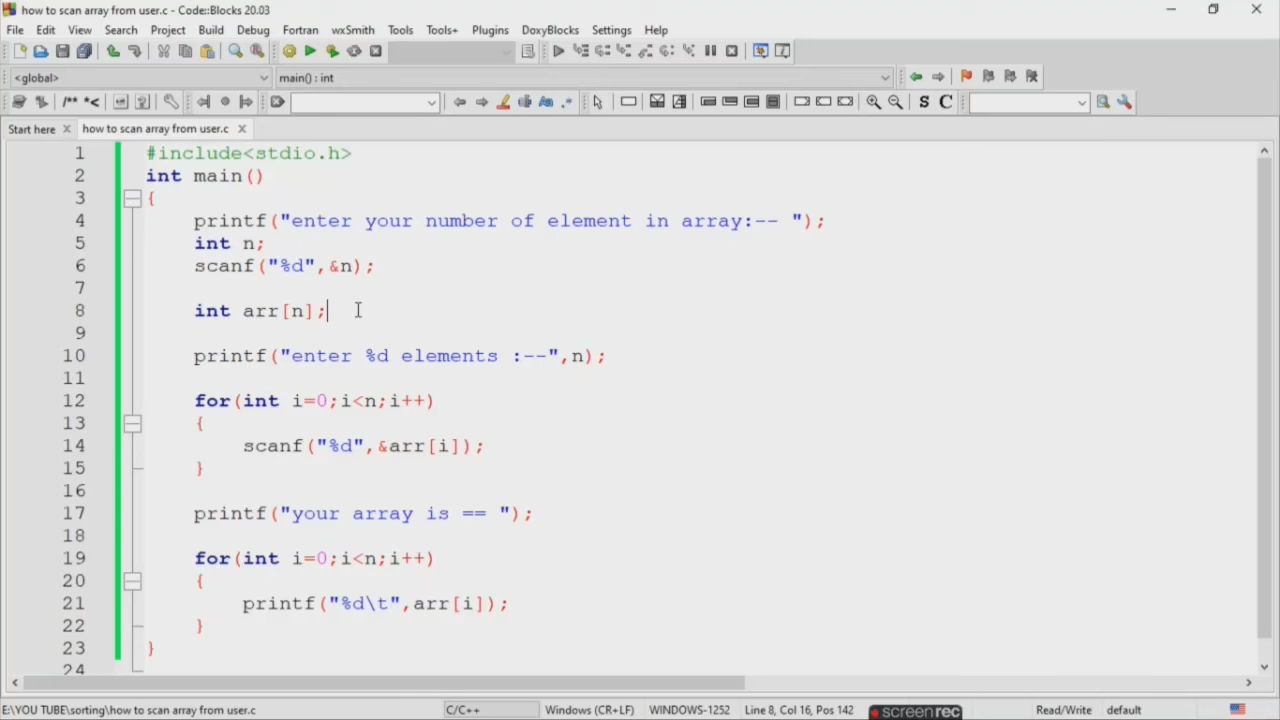 how to scan array from user.c - Code::Blocks 20.03
File Edit View Search Project Build Debug Fortran wxSmith Tools Tools+ Plugins DoxyBlocks Settings Help
<global> main() : int
/** *< S C
Start here how to scan array from user.c
1 #include<stdio.h>
2 int main()
3 {
4 printf("enter your number of element in array:-- ");
5 int n;
6 scanf("%d",&n);
7
8 int arr[n];
9
10 printf("enter %d elements :--",n);
11
12 for(int i=0;i<n;i++)
13 {
14 scanf("%d",&arr[i]);
15 }
16
17 printf("your array is == ");
18
19 for(int i=0;i<n;i++)
20 {
21 printf("%d\t",arr[i]);
22 }
23 }
24
E:\YOU TUBE\sorting\how to scan array from user.c C/C++ Windows (CR+LF) WINDOWS-1252 Line 8, Col 16, Pos 142 screenrec Read/Write default